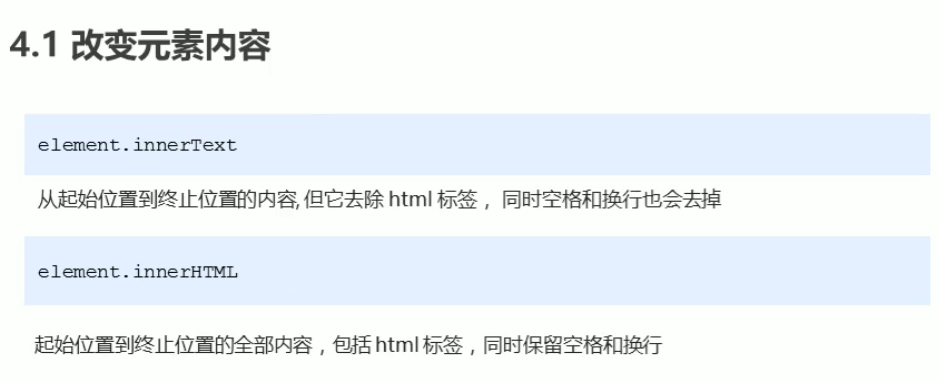 4.1 改变元素内容
element.innerText
从起始位置到终止位置的内容, 但它去除 html 标签， 同时空格和换行也会去掉
element.innerHTML
起始位置到终止位置的全部内容，包括 html 标签，同时保留空格和换行